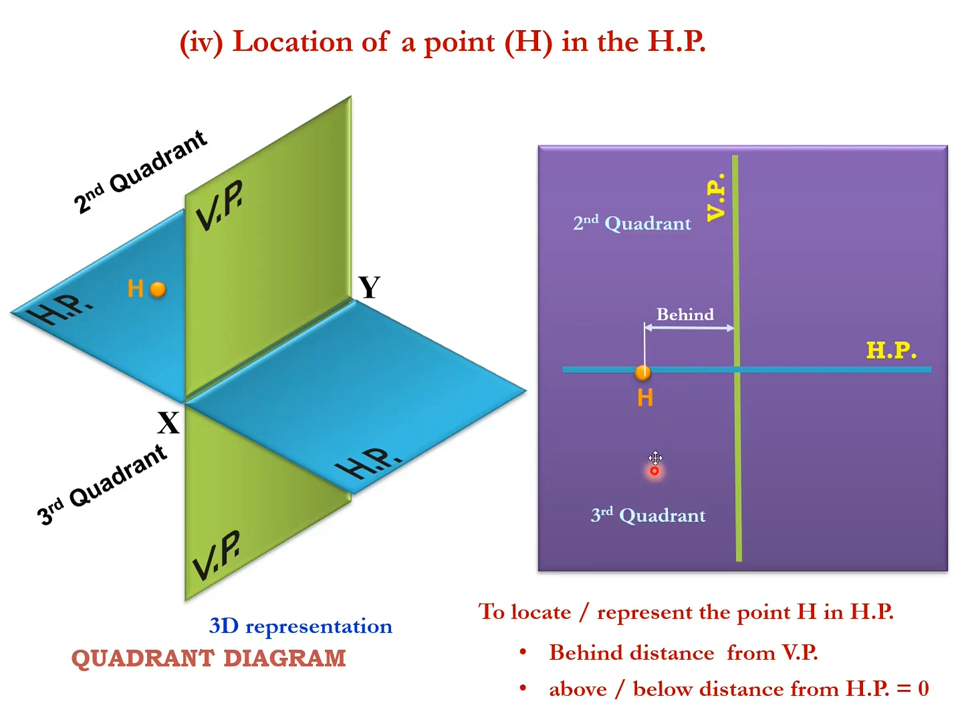 (iv) Location of a point (H) in the H.P.
2nd Quadrant
V.P.
H
H.P.
Y
X
H.P.
3rd Quadrant
V.P.
3D representation
QUADRANT DIAGRAM
V.P.
2nd Quadrant
Behind
H.P.
H
3rd Quadrant
To locate / represent the point H in H.P.
• Behind distance from V.P.
• above / below distance from H.P. = 0